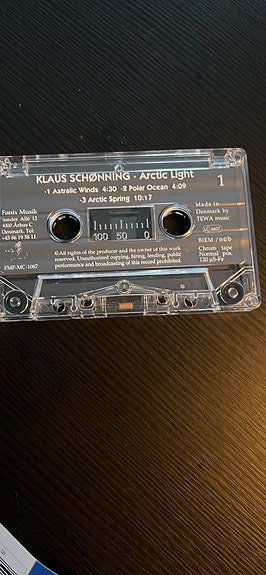 KLAUS SCHØNNING · Arctic Light
·1 Astralic Winds 4:30 ·2 Polar Ocean 4:09
·3 Arctic Spring 10:17
1
Fønix Musik
Sønder Allé 12
Århus C
Denmark. Tel:
+45 86 19 58 11
100 50 0
Made in
Denmark by
TEWA music
BIEM / ncb
Chrom tape
Normal pos.
120 µS-Fe
©All rights of the producer and the owner of this work
reserved. Unauthorized copying, hiring, lending, public
performance and broadcasting of this record prohibited.
FMF-MC-1087